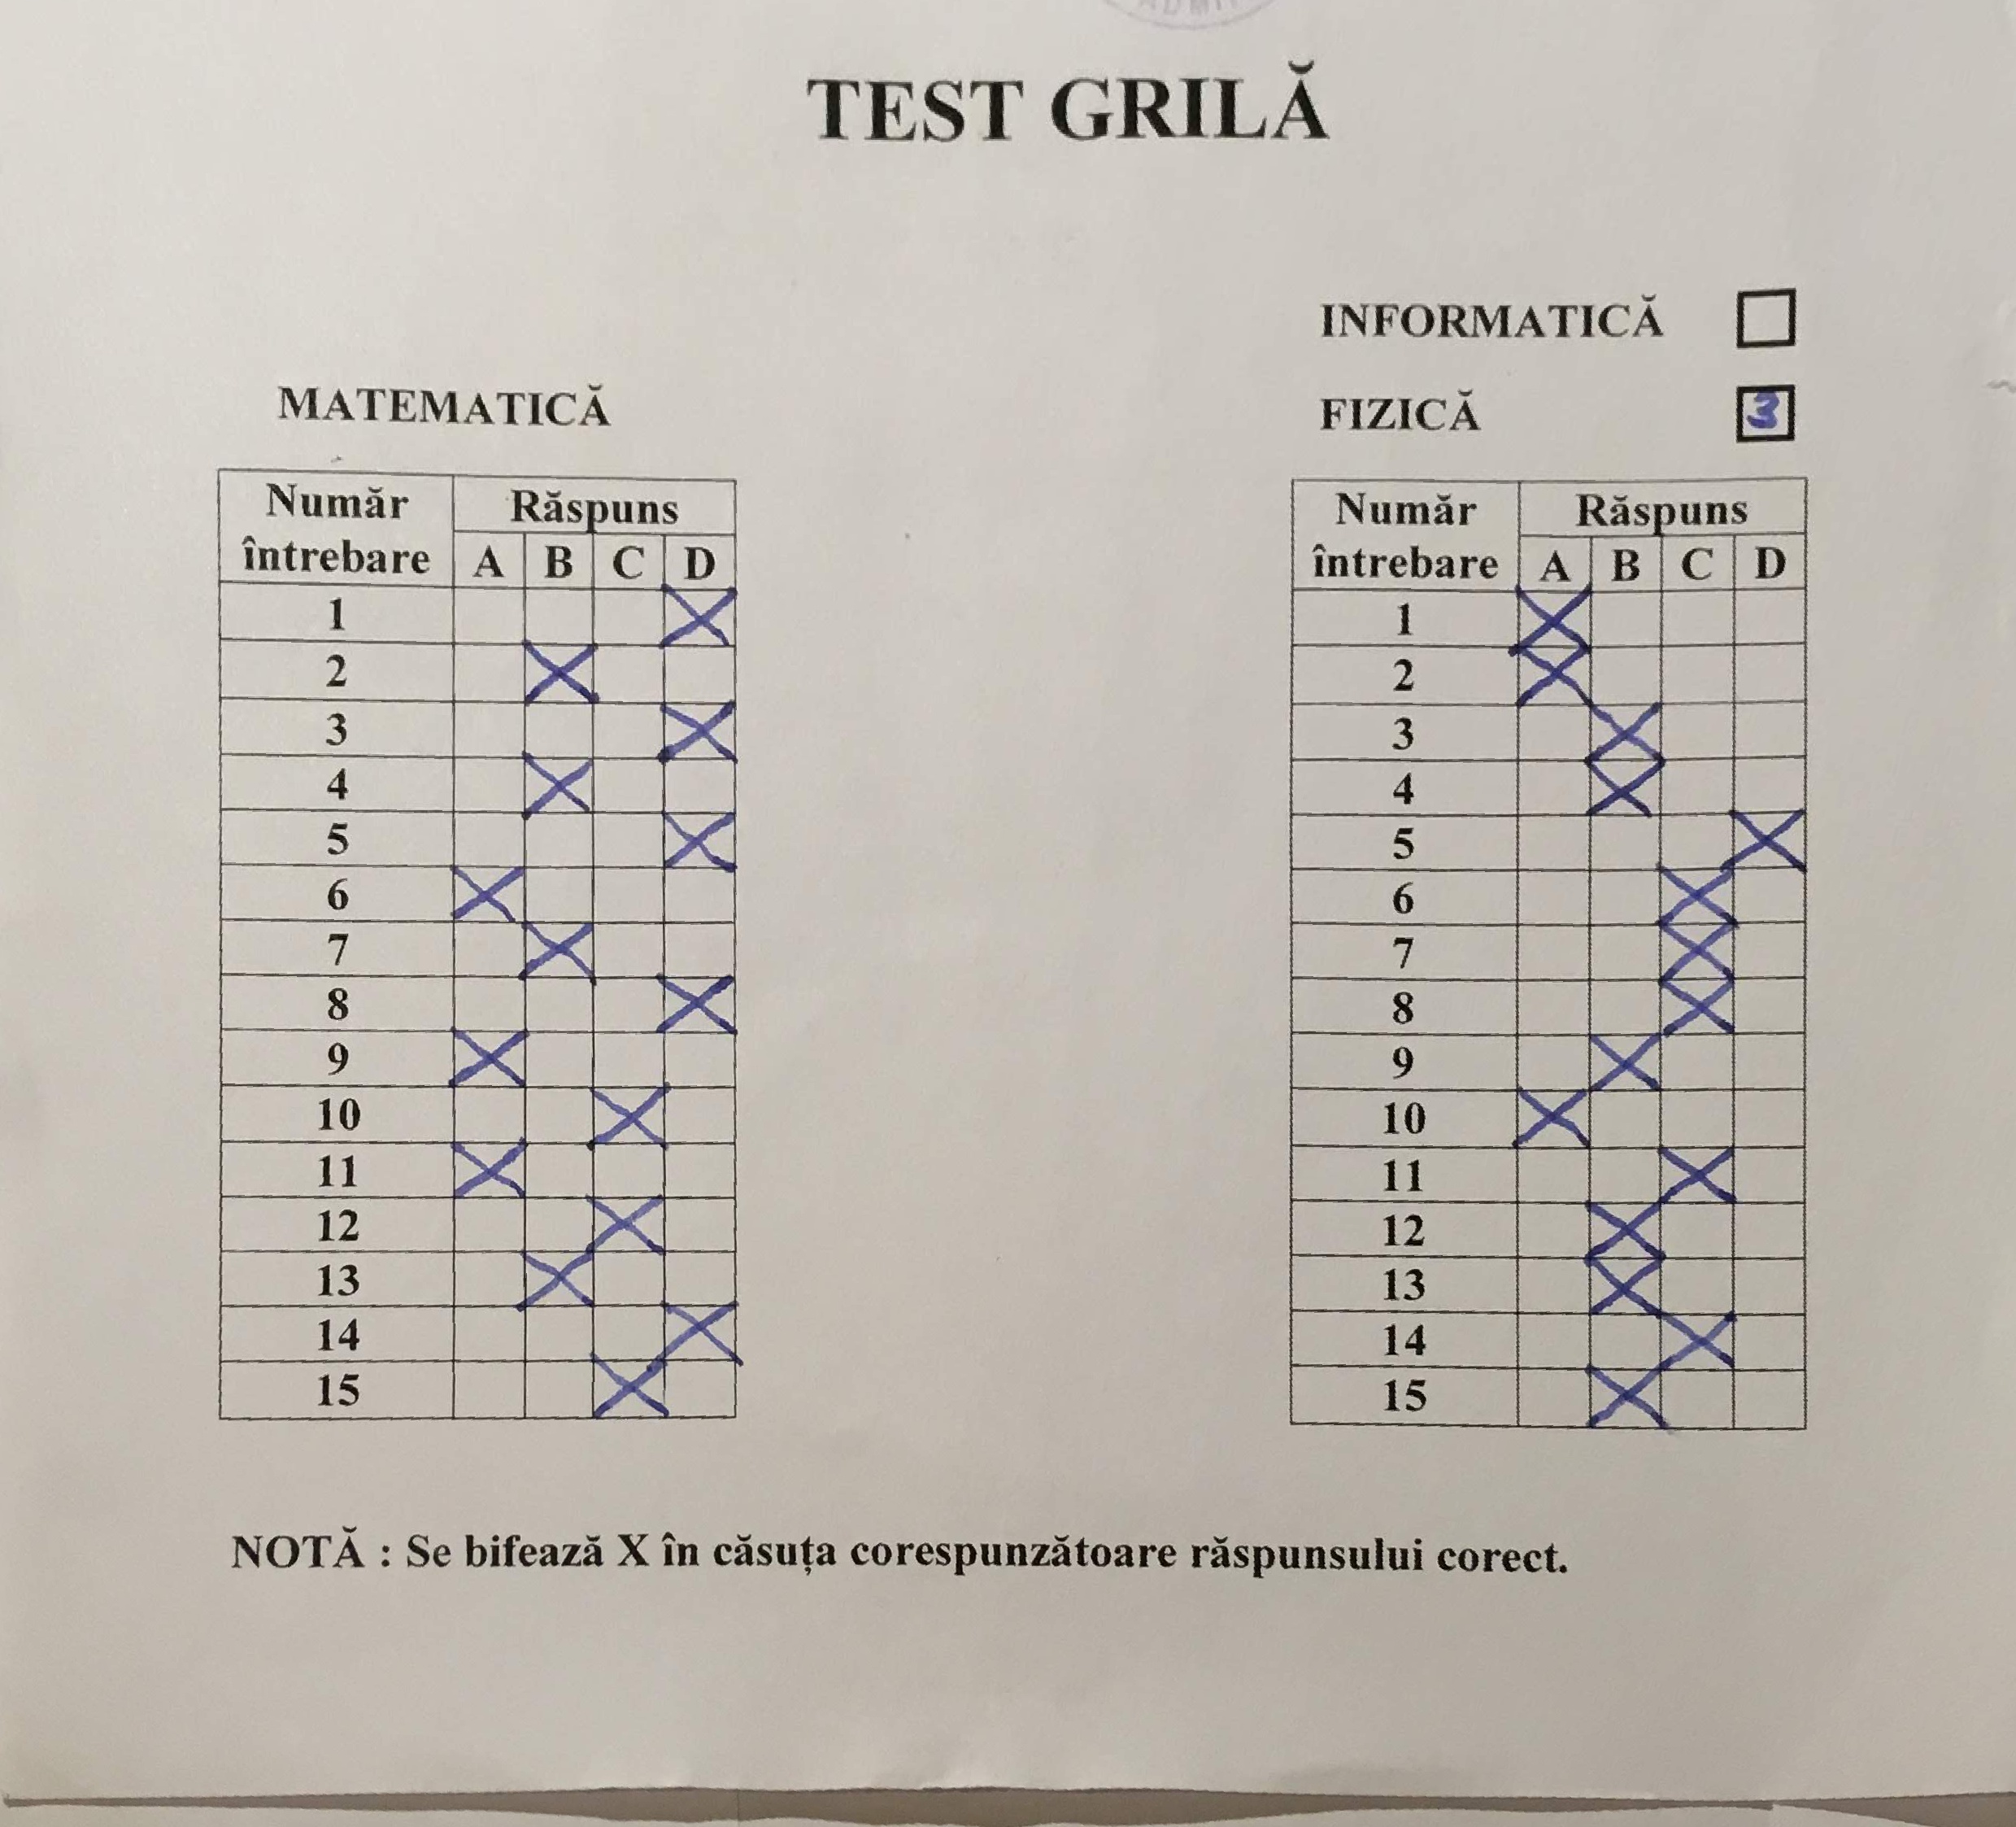 TEST GRILĂ
INFORMATICĂ
MATEMATICĂ
FIZICĂ 3
Număr întrebare Răspuns
A B C D
1 X
2 X
3 X
4 X
5 X
6 X
7 X
8 X
9 X
10 X
11 X
12 X
13 X
14 X
15 X
Număr întrebare Răspuns
A B C D
1 X
2 X
3 X
4 X
5 X
6 X
7 X
8 X
9 X
10 X
11 X
12 X
13 X
14 X
15 X
NOTĂ : Se bifează X în căsuța corespunzătoare răspunsului corect.